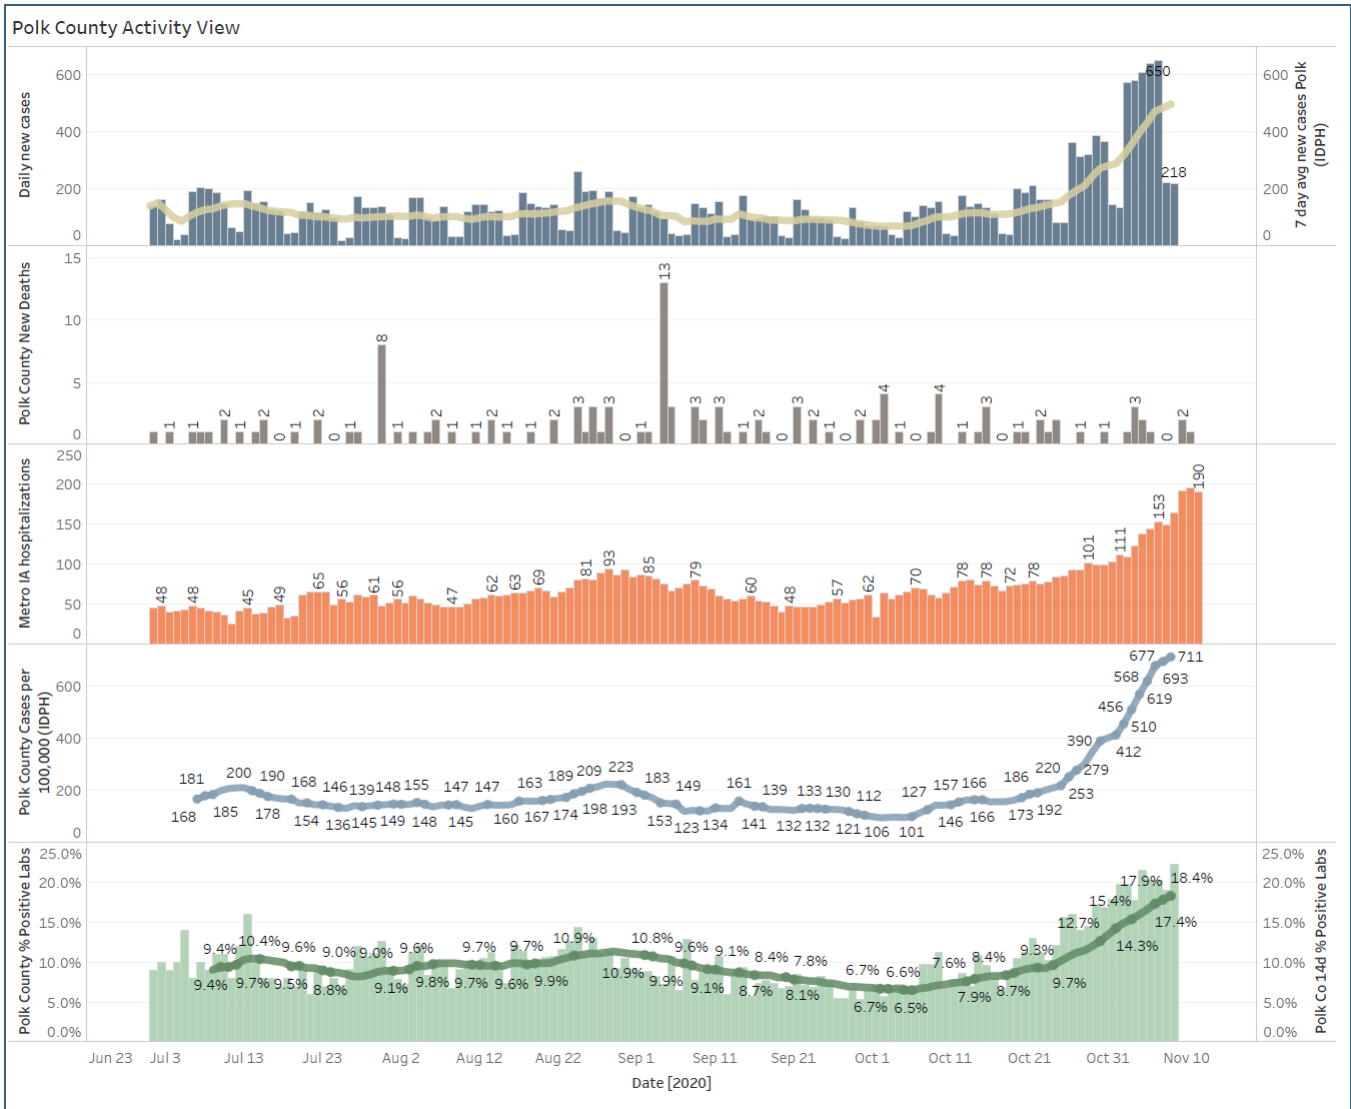 Polk County Activity View
Daily new cases
600
400
200
0
650
218
600
400
200
0
7 day avg new cases Polk
(IDPH)
Polk County New Deaths
15
10
5
0
1 1 2 1 2 0 2 0 1 8 1 2 1 1 2 1 1 2 3 3 0 1 13 3 3 1 2 0 3 2 1 0 2 4 1 0 4 1 3 0 1 2 1 1 3 0 2
Metro IA hospitalizations
250
200
150
100
50
0
48 48 45 49 65 56 61 56 47 62 63 69 81 93 85 79 60 48 57 62 70 78 78 72 78 101 111 153 190
Polk County Cases per
100,000 (IDPH)
600
400
200
0
181 200 190 168 146 139 148 155 147 147 163 189 209 223 183 149 161 139 133 130 112 127 157 166 186 220 390 456 568 677 711
168 185 178 154 136 145 149 148 145 160 167 174 198 193 153 123 134 141 132 132 121 106 101 146 166 173 192 253 279 412 510 619 693
Polk County % Positive Labs
25.0%
20.0%
15.0%
10.0%
5.0%
0.0%
9.4% 10.4% 9.6% 9.0% 9.0% 9.6% 9.7% 9.7% 10.9% 10.8% 9.6% 9.1% 8.4% 7.8% 6.7% 6.6% 7.6% 8.4% 9.3% 12.7% 15.4% 17.9% 18.4%
9.4% 9.7% 9.5% 8.8% 9.1% 9.8% 9.7% 9.6% 9.9% 10.9% 9.9% 9.1% 8.7% 8.1% 6.7% 6.5% 7.9% 8.7% 9.7% 14.3% 17.4%
25.0%
20.0%
15.0%
10.0%
5.0%
0.0%
Polk Co 14d % Positive Labs
Jun 23 Jul 3 Jul 13 Jul 23 Aug 2 Aug 12 Aug 22 Sep 1 Sep 11 Sep 21 Oct 1 Oct 11 Oct 21 Oct 31 Nov 10
Date [2020]